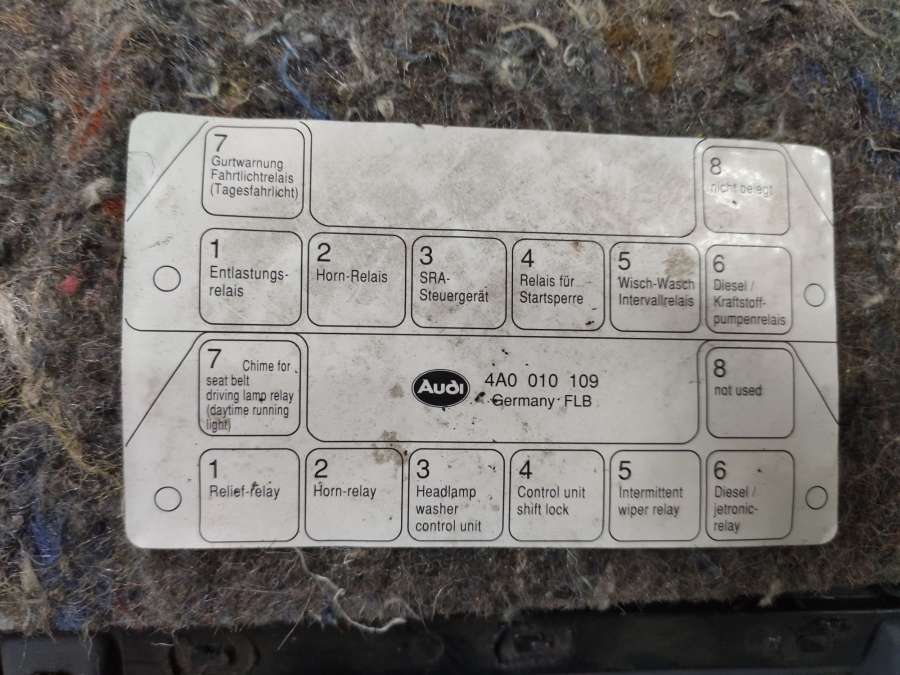 7
Gurtwarnung
Fahrtlichtrelais
(Tagesfahrlicht)
8
nicht belegt
1
Entlastungs-
relais
2
Horn-Relais
3
SRA-
Steuergerät
4
Relais für
Startsperre
5
Wisch-Wasch
Intervallrelais
6
Diesel /
Kraftstoff-
pumpenrelais
7 Chime for
seat belt
driving lamp relay
(daytime running
light)
Audi
4A0 010 109
Germany FLB
8
not used
1
Relief-relay
2
Horn-relay
3
Headlamp
washer
control unit
4
Control unit
shift lock
5
Intermittent
wiper relay
6
Diesel /
jetronic-
relay